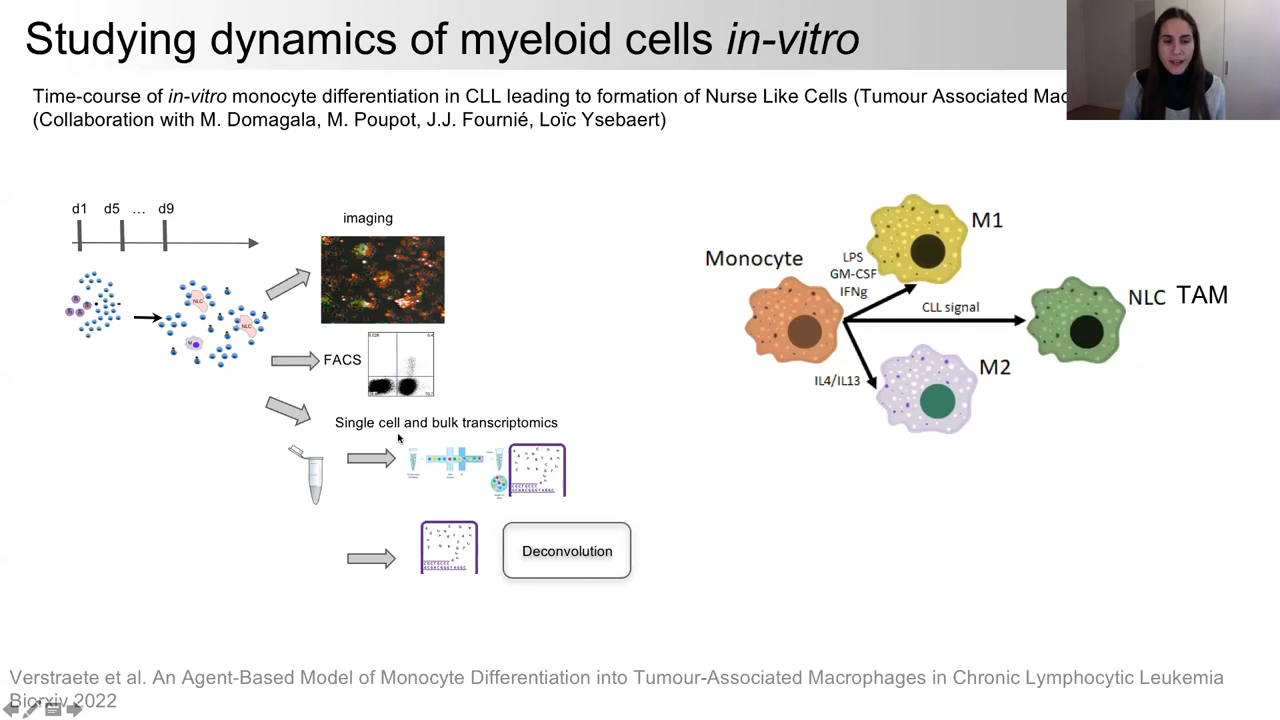 Studying dynamics of myeloid cells in-vitro
Time-course of in-vitro monocyte differentiation in CLL leading to formation of Nurse Like Cells (Tumour Associated Mac
(Collaboration with M. Domagala, M. Poupot, J.J. Fournié, Loïc Ysebaert)
d1 d5 ... d9
imaging
NLC
NLC
M
FACS
Single cell and bulk transcriptomics
Deconvolution
Monocyte
LPS
GM-CSF
IFNg
M1
CLL signal
NLC TAM
IL4/IL13
M2
Verstraete et al. An Agent-Based Model of Monocyte Differentiation into Tumour-Associated Macrophages in Chronic Lymphocytic Leukemia
Biorxiv 2022